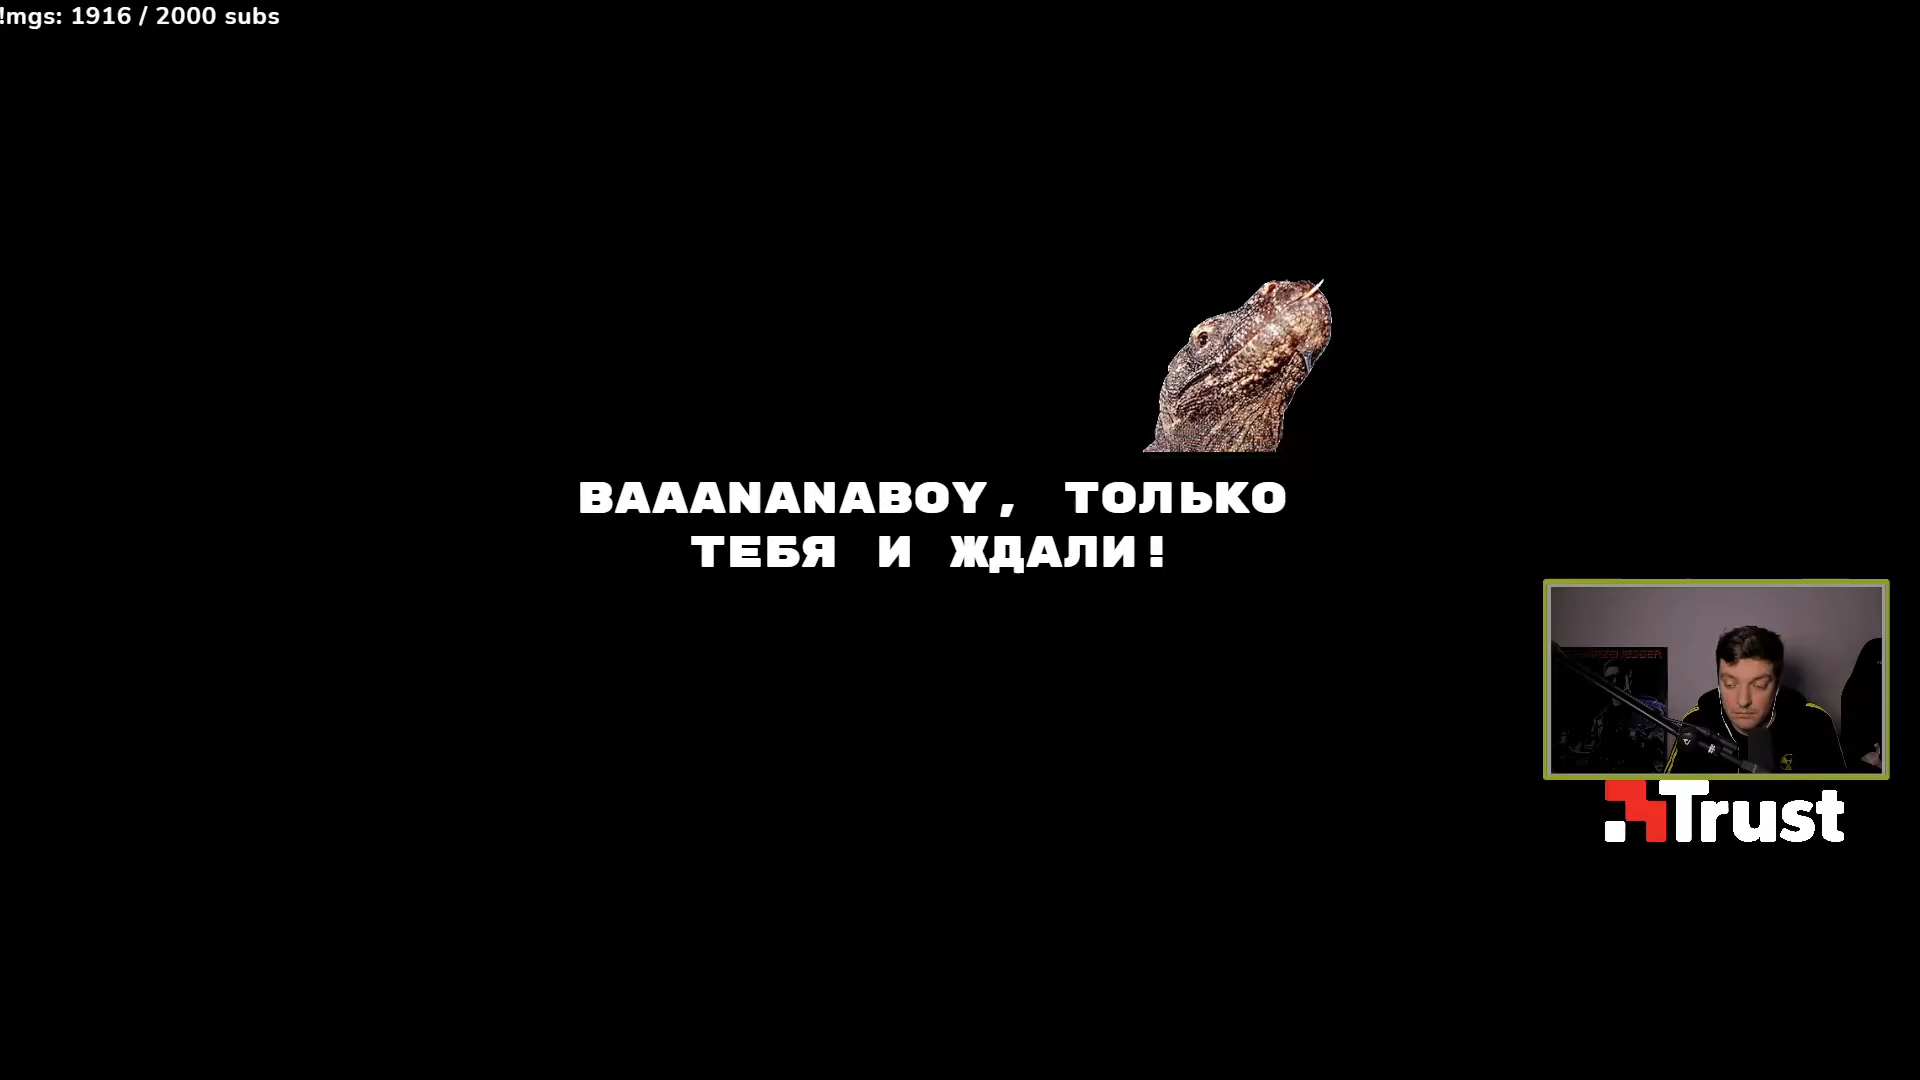 !mgs: 1916 / 2000 subs
BAAANANABOY, ТОЛЬКО
ТЕБЯ И ЖДАЛИ!
Trust